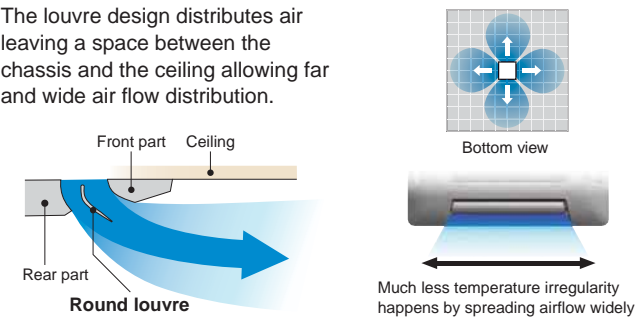 The louvre design distributes air
leaving a space between the
chassis and the ceiling allowing far
and wide air flow distribution.
Front part
Ceiling
Rear part
Round louvre
Bottom view
Much less temperature irregularity
happens by spreading airflow widely